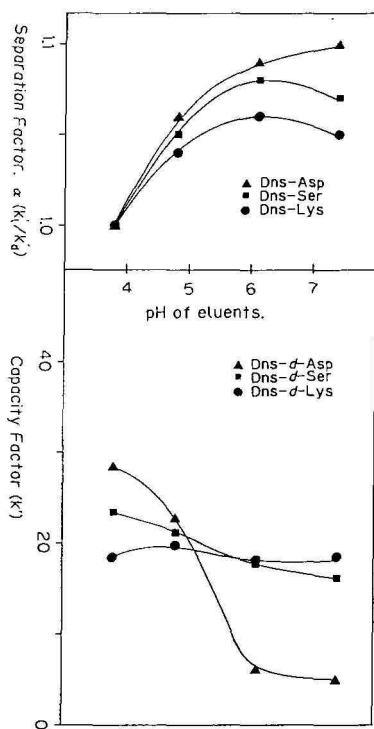 1.1
Separation Factor. α (k'l/k'd)
1.0
▲ Dns-Asp
■ Dns-Ser
● Dns-Lys
4 5 6 7
pH of eluents.
40
Capacity Factor (k')
▲ Dns-d-Asp
■ Dns-d-Ser
● Dns-d-Lys
20
0